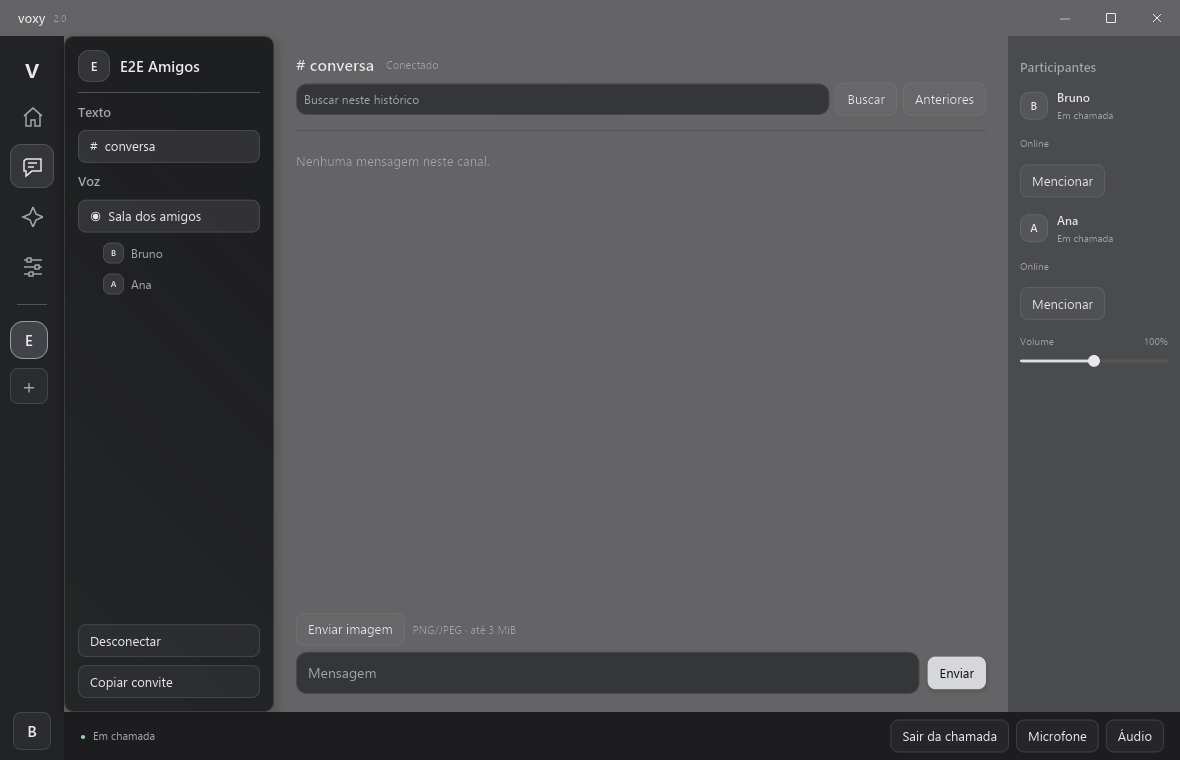 voxy 2.0
V
E E2E Amigos
Texto
# conversa
Voz
Sala dos amigos
B Bruno
A Ana
E
+
Desconectar
Copiar convite
B
# conversa Conectado
Buscar neste histórico
Buscar
Anteriores
Nenhuma mensagem neste canal.
Enviar imagem PNG/JPEG · até 3 MiB
Mensagem
Enviar
Participantes
B Bruno
Em chamada
Online
Mencionar
A Ana
Em chamada
Online
Mencionar
Volume 100%
Em chamada
Sair da chamada
Microfone
Áudio